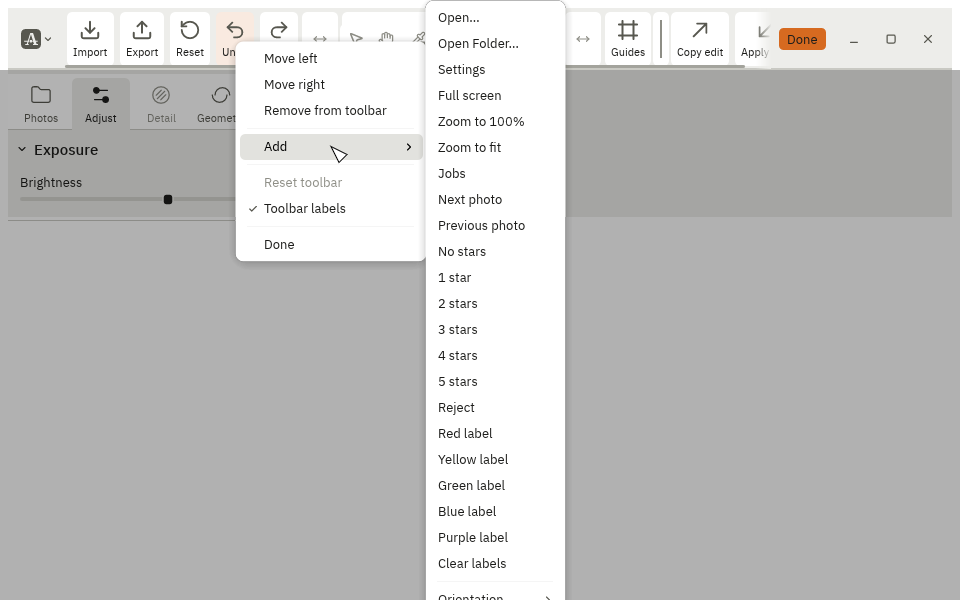 A
Import
Export
Reset
Guides
Copy edit
Apply
Done
Photos
Adjust
Detail
Exposure
Brightness
Move left
Move right
Remove from toolbar
Add
Reset toolbar
Toolbar labels
Done
Open...
Open Folder...
Settings
Full screen
Zoom to 100%
Zoom to fit
Jobs
Next photo
Previous photo
No stars
1 star
2 stars
3 stars
4 stars
5 stars
Reject
Red label
Yellow label
Green label
Blue label
Purple label
Clear labels
Orientation